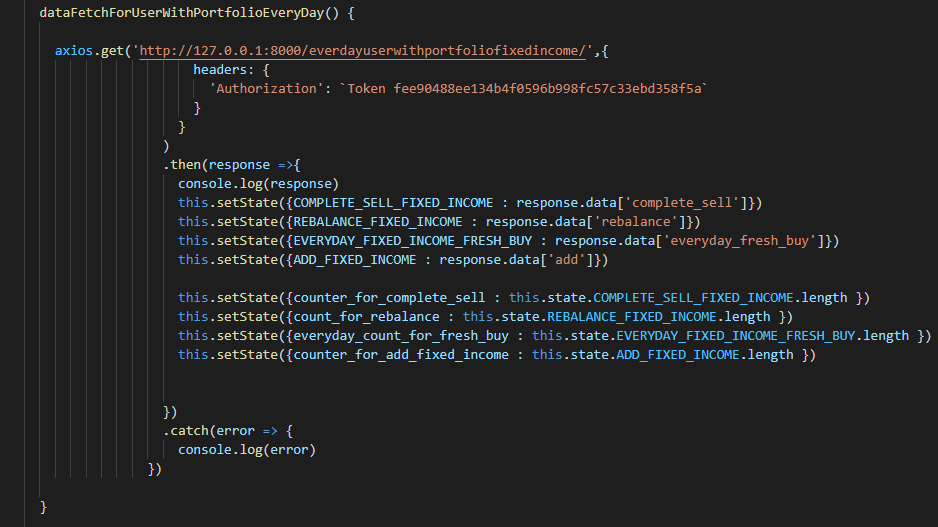 dataFetchForUserWithPortfolioEveryDay() {
axios.get('http://127.0.0.1:8000/everdayuserwithportfoliofixedincome/',{
headers: {
'Authorization': `Token fee90488ee134b4f0596b998fc57c33ebd358f5a`
}
}
)
.then(response =>{
console.log(response)
this.setState({COMPLETE_SELL_FIXED_INCOME : response.data['complete_sell']})
this.setState({REBALANCE_FIXED_INCOME : response.data['rebalance']})
this.setState({EVERYDAY_FIXED_INCOME_FRESH_BUY : response.data['everyday_fresh_buy']})
this.setState({ADD_FIXED_INCOME : response.data['add']})
this.setState({counter_for_complete_sell : this.state.COMPLETE_SELL_FIXED_INCOME.length })
this.setState({count_for_rebalance : this.state.REBALANCE_FIXED_INCOME.length })
this.setState({everyday_count_for_fresh_buy : this.state.EVERYDAY_FIXED_INCOME_FRESH_BUY.length })
this.setState({counter_for_add_fixed_income : this.state.ADD_FIXED_INCOME.length })
})
.catch(error => {
console.log(error)
})
}